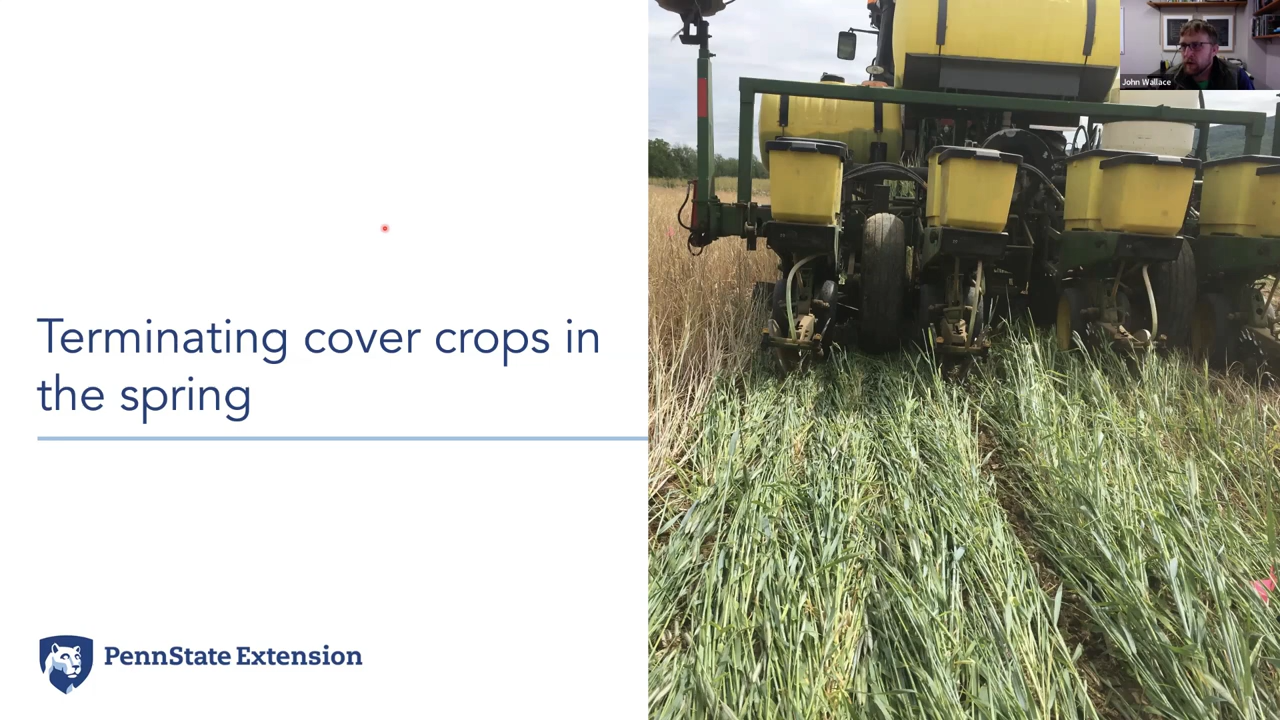 John Wallace
Terminating cover crops in
the spring
PennState Extension